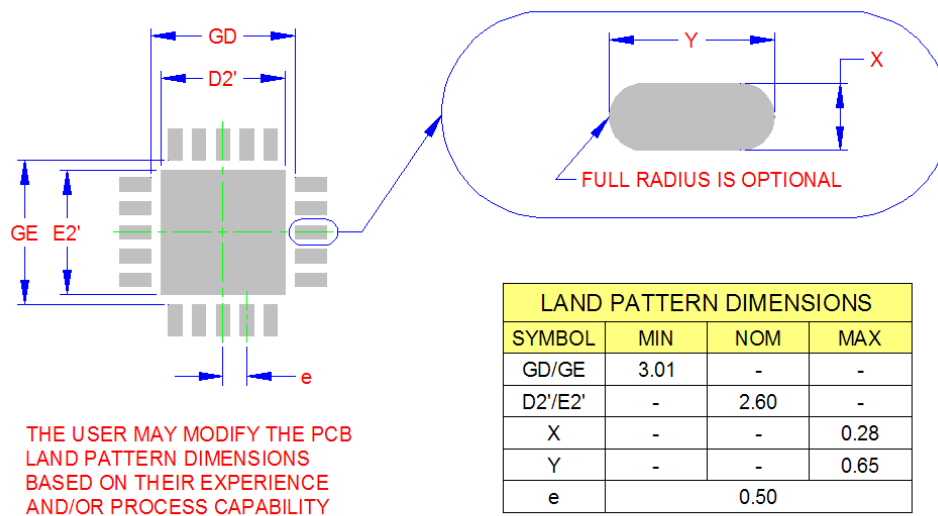 GD
D2'
GE
E2'
e
Y
X
FULL RADIUS IS OPTIONAL
THE USER MAY MODIFY THE PCB
LAND PATTERN DIMENSIONS
BASED ON THEIR EXPERIENCE
AND/OR PROCESS CAPABILITY
LAND PATTERN DIMENSIONS
SYMBOL MIN NOM MAX
GD/GE 3.01 - -
D2'/E2' - 2.60 -
X - - 0.28
Y - - 0.65
e 0.50